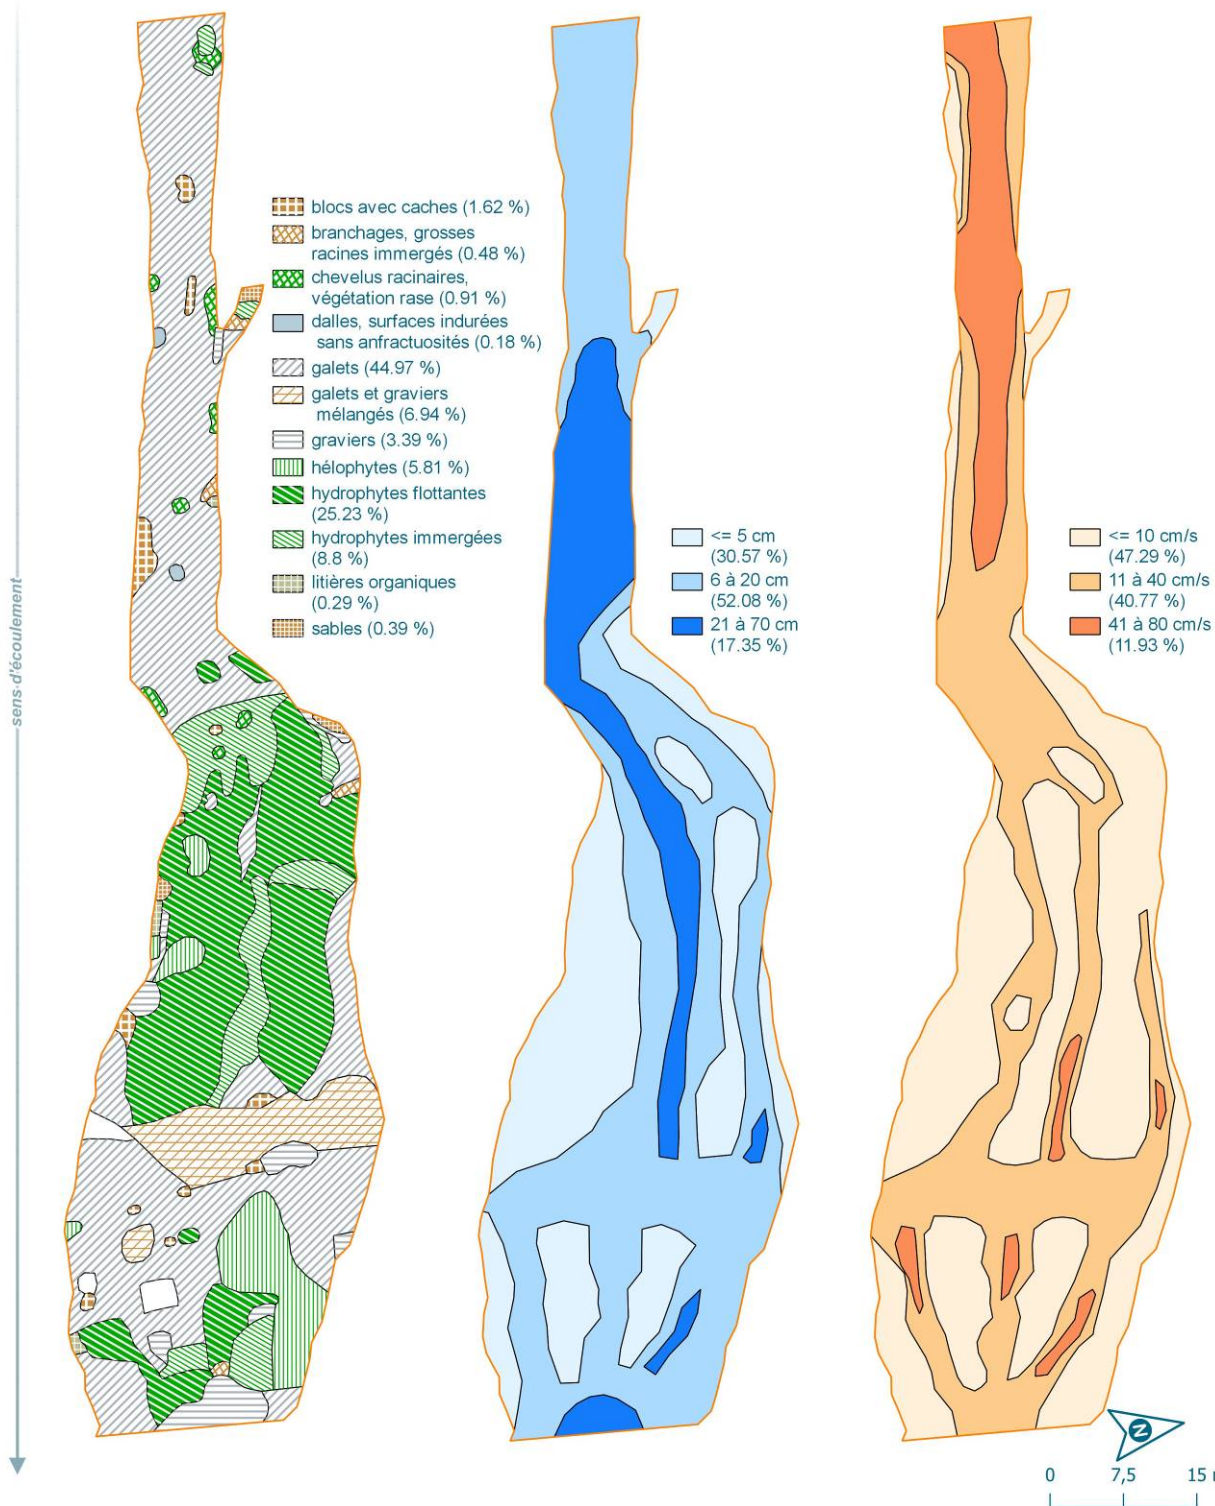 sens d'écoulement
blocs avec caches (1.62 %)
branchages, grosses
racines immergés (0.48 %)
chevelus racinaires,
végétation rase (0.91 %)
dalles, surfaces indurées
sans anfractuosités (0.18 %)
galets (44.97 %)
galets et graviers
mélangés (6.94 %)
graviers (3.39 %)
hélophytes (5.81 %)
hydrophytes flottantes
(25.23 %)
hydrophytes immergées
(8.8 %)
litières organiques
(0.29 %)
sables (0.39 %)
<= 5 cm
(30.57 %)
6 à 20 cm
(52.08 %)
21 à 70 cm
(17.35 %)
<= 10 cm/s
(47.29 %)
11 à 40 cm/s
(40.77 %)
41 à 80 cm/s
(11.93 %)
N
0 7,5 15 m